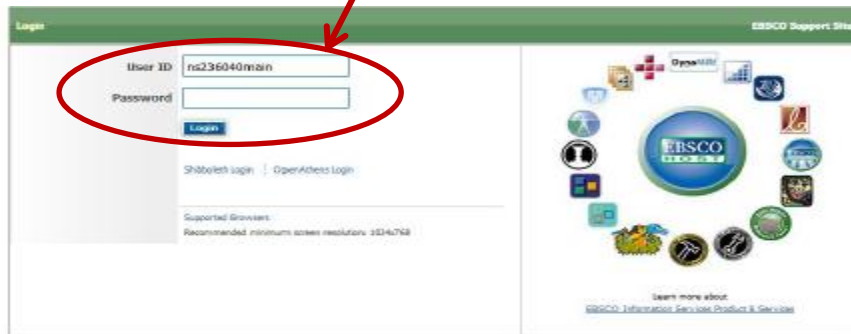 Login
EBSCO Support Site
User ID ns236040main
Password
Login
Shibboleth Login | OpenAthens Login
Supported Browsers
Recommended minimum screen resolution: 1024x768
EBSCO
HOST
Learn more about
EBSCO Information Services Product & Services